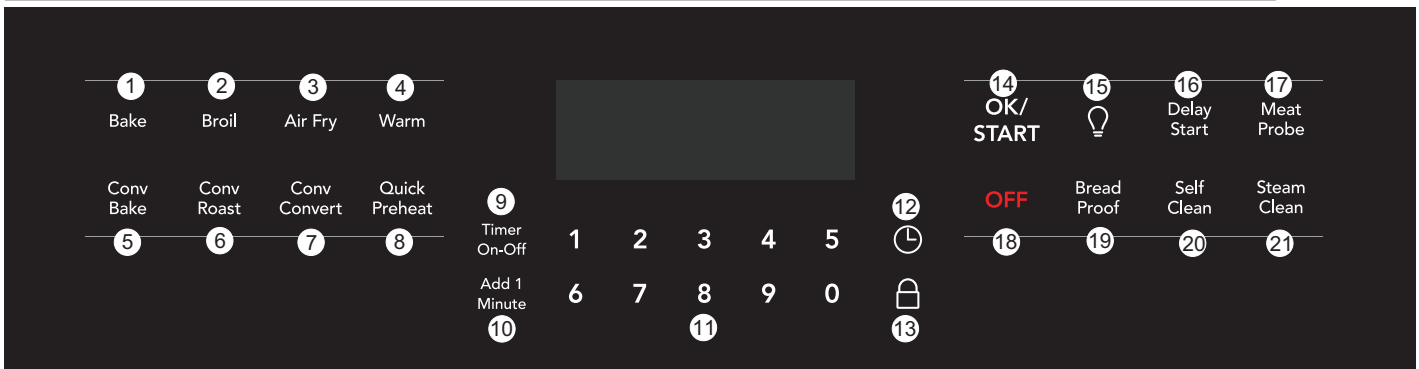 1 2 3 4
Bake Broil Air Fry Warm
Conv Conv Conv Quick
Bake Roast Convert Preheat
5 6 7 8
9
Timer
On-Off
1 2 3 4 5
Add 1
Minute
6 7 8 9 0
10 11
12
13
14 15 16 17
OK/ Delay Meat
START Start Probe
OFF Bread Self Steam
Proof Clean Clean
18 19 20 21